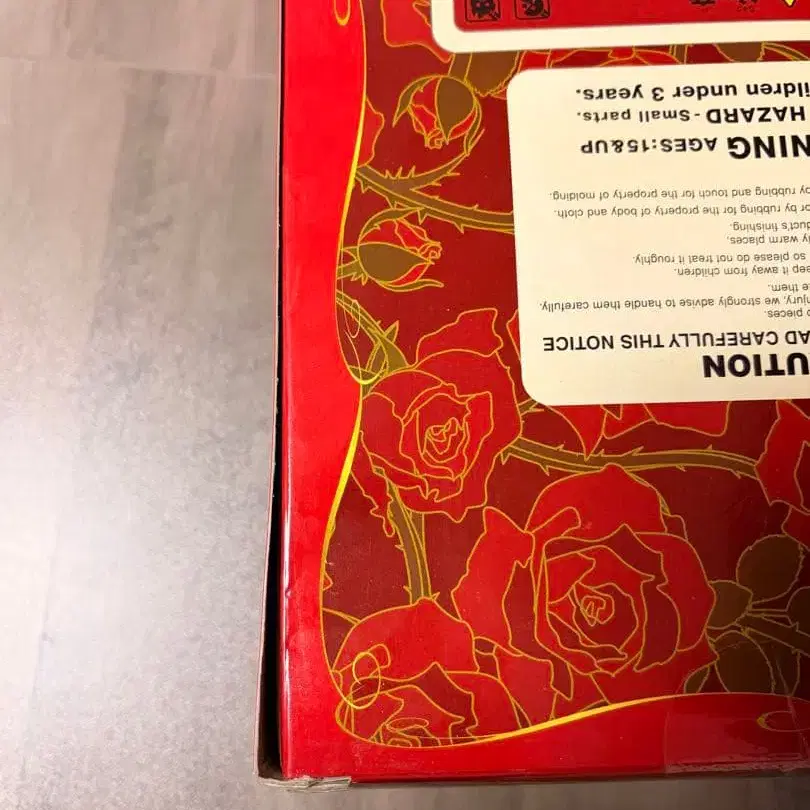 UTION
AD CAREFULLY THIS NOTICE
o pieces.
njury, we strongly advise to handle them carefully.
e them.
eep it away from children.
so please do not treat it roughly.
ly warm places,
duct's finishing.
or by rubbing for the property of body and cloth.
by rubbing and touch for the property of molding.
NING AGES:15&UP
HAZARD - Small parts.
ildren under 3 years.